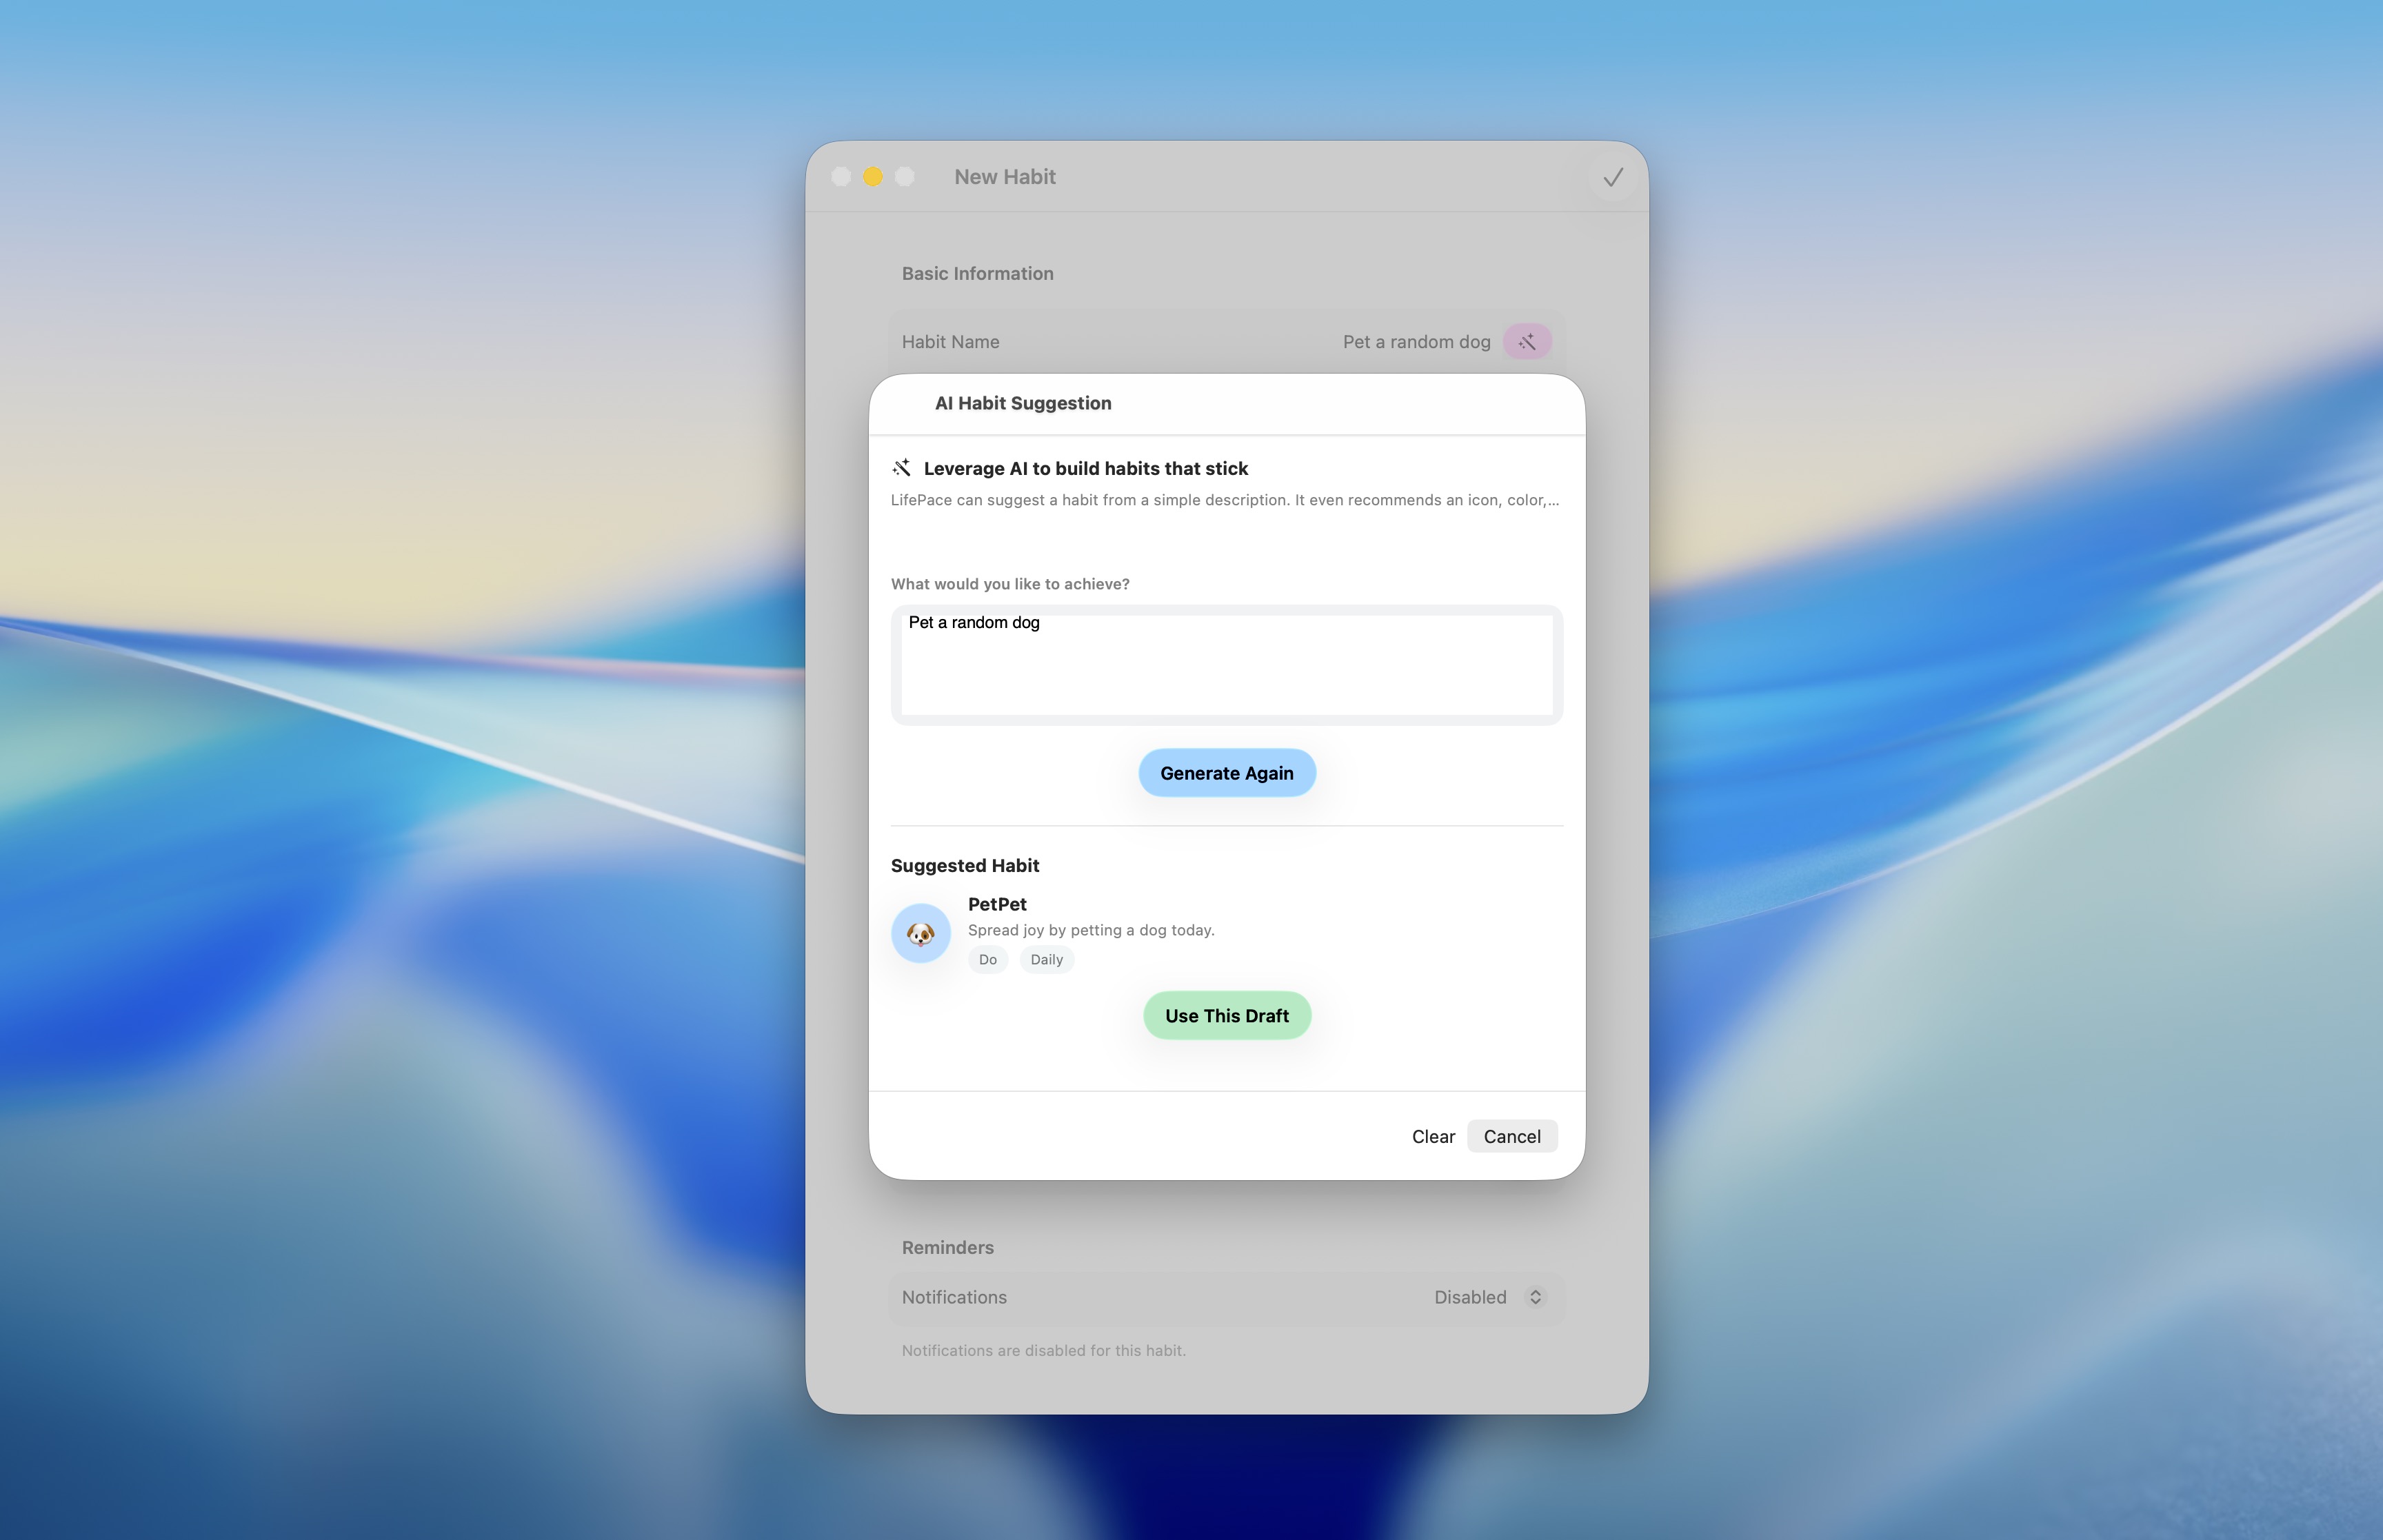 New Habit
Basic Information
Habit Name
Pet a random dog
AI Habit Suggestion
Leverage AI to build habits that stick
LifePace can suggest a habit from a simple description. It even recommends an icon, color,...
What would you like to achieve?
Pet a random dog
Generate Again
Suggested Habit
PetPet
Spread joy by petting a dog today.
Do
Daily
Use This Draft
Clear
Cancel
Reminders
Notifications
Disabled
Notifications are disabled for this habit.